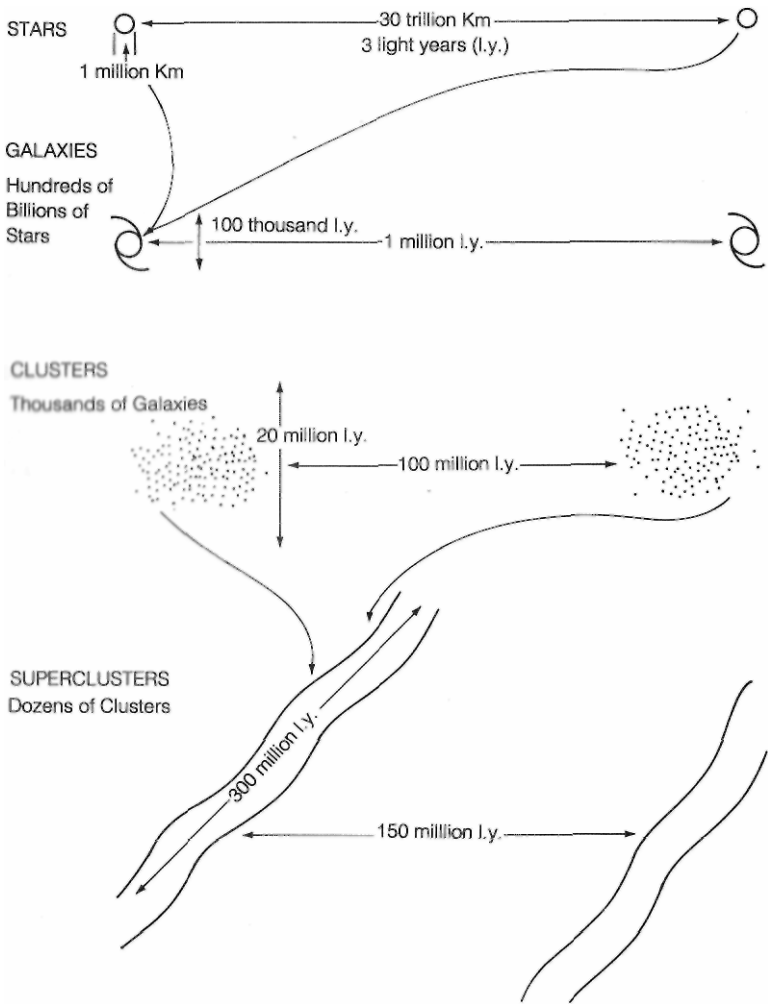 STARS
30 trillion Km
3 light years (l.y.)
1 million Km
GALAXIES
Hundreds of
Billions of
Stars
100 thousand l.y.
1 million l.y.
CLUSTERS
Thousands of Galaxies
20 million l.y.
100 million l.y.
SUPERCLUSTERS
Dozens of Clusters
300 million l.y.
150 milllion l.y.